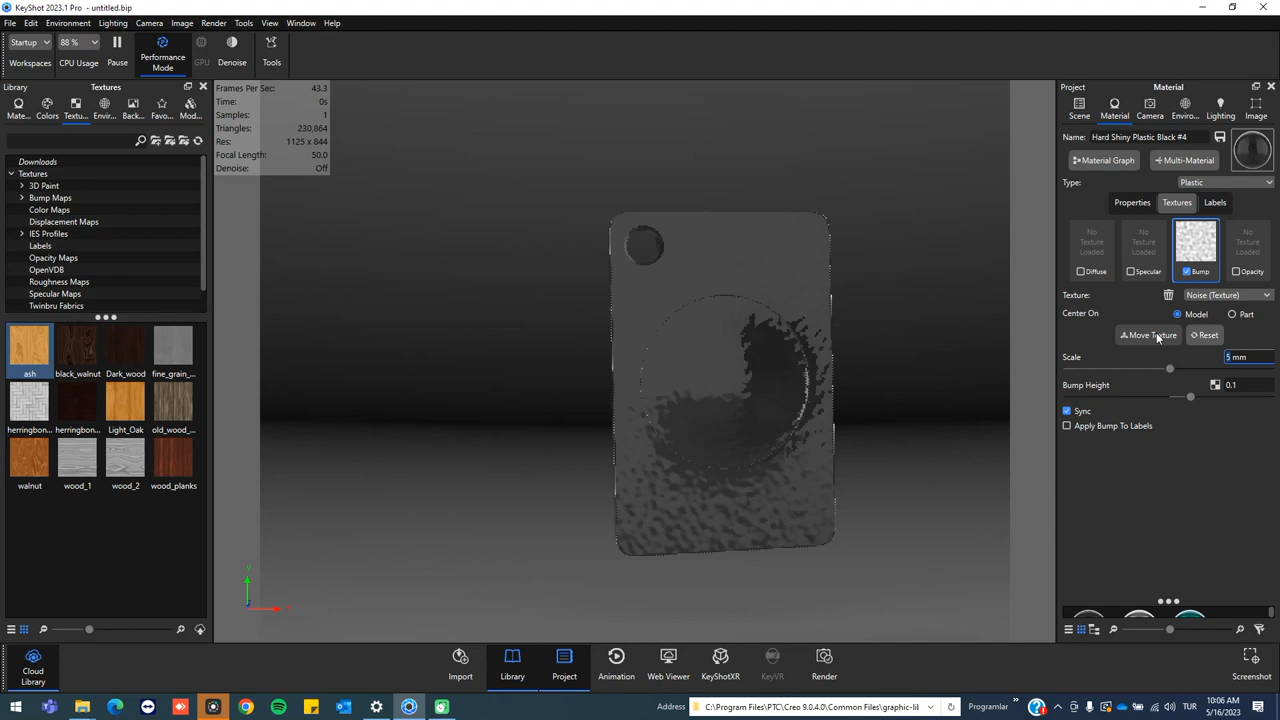 KeyShot 2023.1 Pro - untitled.bip
File Edit Environment Lighting Camera Image Render Tools View Window Help
Startup 88 %
Workspaces CPU Usage Pause Performance Mode GPU Denoise Tools
Library Textures
Mate... Colors Textu... Envir... Back... Favo... Mod...
Downloads
Textures
3D Paint
Bump Maps
Color Maps
Displacement Maps
IES Profiles
Labels
Opacity Maps
OpenVDB
Roughness Maps
Specular Maps
Twinbru Fabrics
ash black_walnut Dark_wood fine_grain_...
herringbon... herringbon... Light_Oak old_wood_...
walnut wood_1 wood_2 wood_planks
Frames Per Sec: 43.3
Time: 0s
Samples: 1
Triangles: 230,864
Res: 1125 x 844
Focal Length: 50.0
Denoise: Off
Y
Project Material
Scene Material Camera Enviro... Lighting Image
Name: Hard Shiny Plastic Black #4
Material Graph Multi-Material
Type: Plastic
Properties Textures Labels
No Texture Loaded No Texture Loaded No Texture Loaded
Diffuse Specular Bump Opacity
Texture: Noise (Texture)
Center On Model Part
Move Texture Reset
Scale 5 mm
Bump Height 0.1
Sync
Apply Bump To Labels
Cloud Library
Import Library Project Animation Web Viewer KeyShotXR KeyVR Render Screenshot
Address C:\Program Files\PTC\Creo 9.0.4.0\Common Files\graphic-lib Programlar TUR 10:06 AM
5/16/2023